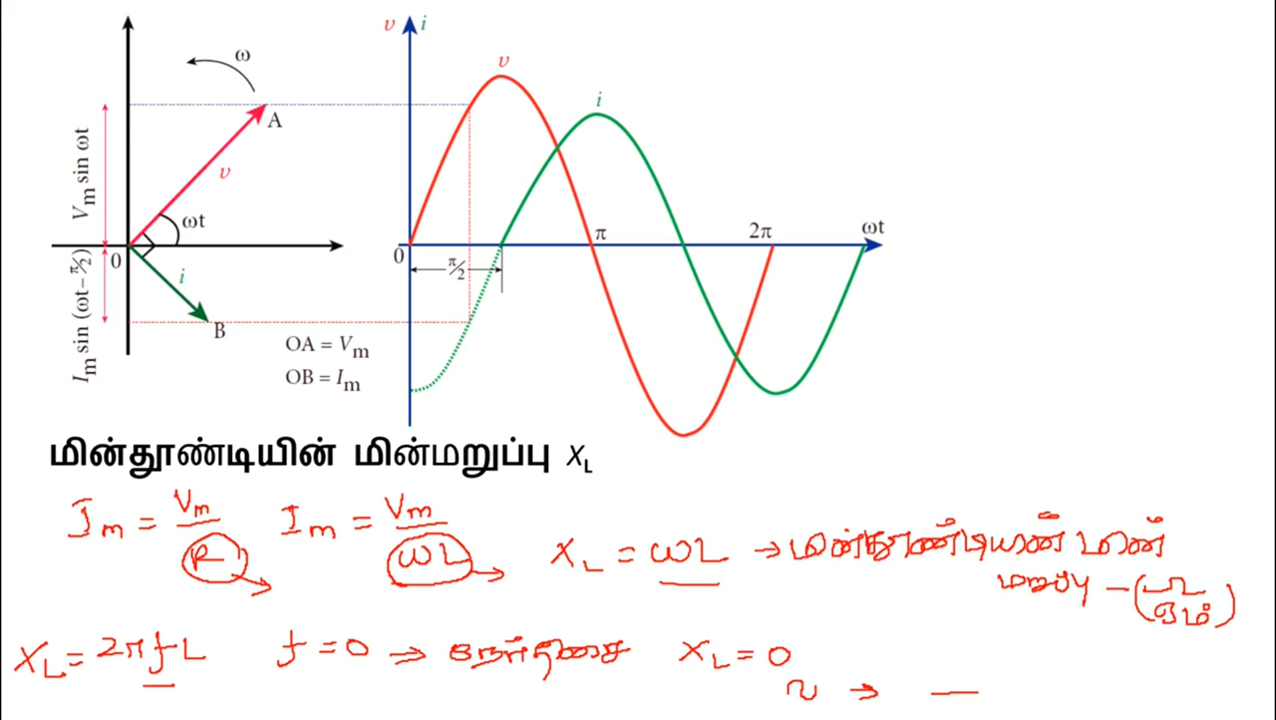 v i
ω
v
i
A
V_m sin ωt
v
ωt
π
2π
ωt
0
0
π/2
i
I_m sin (ωt−π/2)
B
OA = V_m
OB = I_m
மின்தூண்டியின் மின்மறுப்பு X_L
I_m = V_m/R I_m = V_m/ωL
X_L = ωL → மின்தூண்டியின் மின்
மறுப்பு – (Ω
ஓம்)
X_L = 2πfL f = 0 → நேர்திசை X_L = 0
~ → —